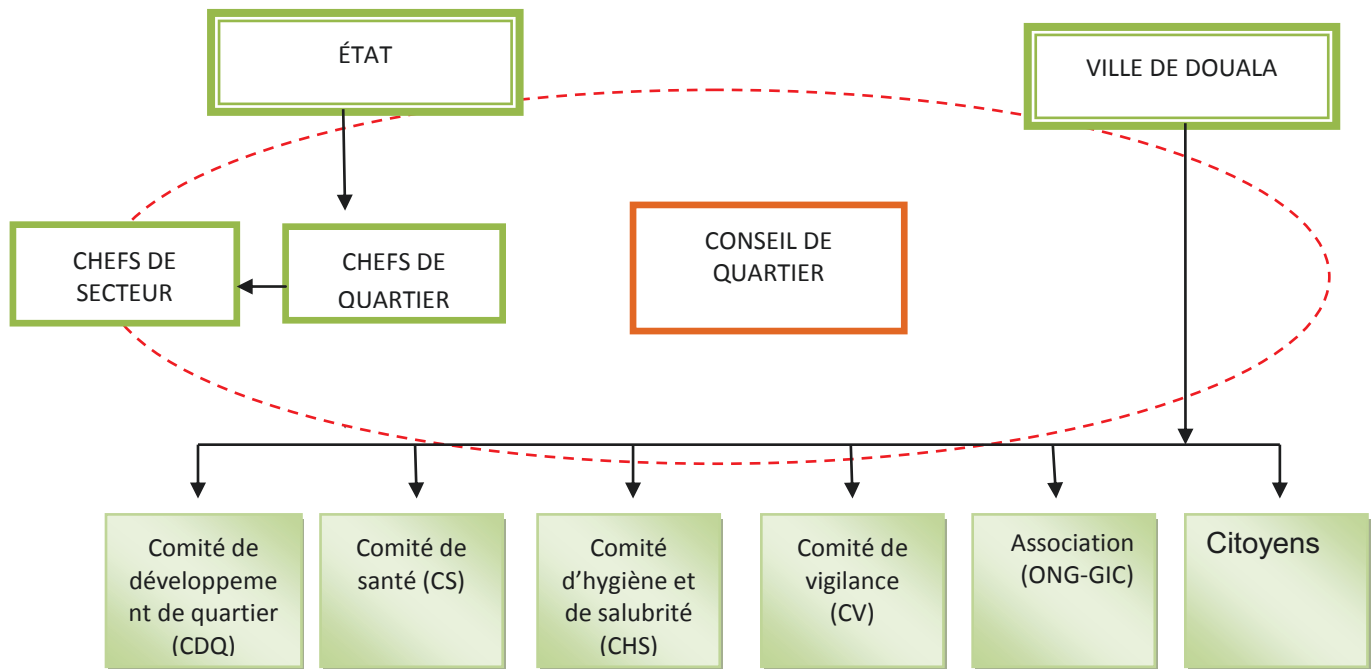 ÉTAT
VILLE DE DOUALA
CHEFS DE
SECTEUR
CHEFS DE
QUARTIER
CONSEIL DE
QUARTIER
Comité de
développeme
nt de quartier
(CDQ)
Comité de
santé (CS)
Comité
d’hygiène et
de salubrité
(CHS)
Comité de
vigilance
(CV)
Association
(ONG-GIC)
Citoyens